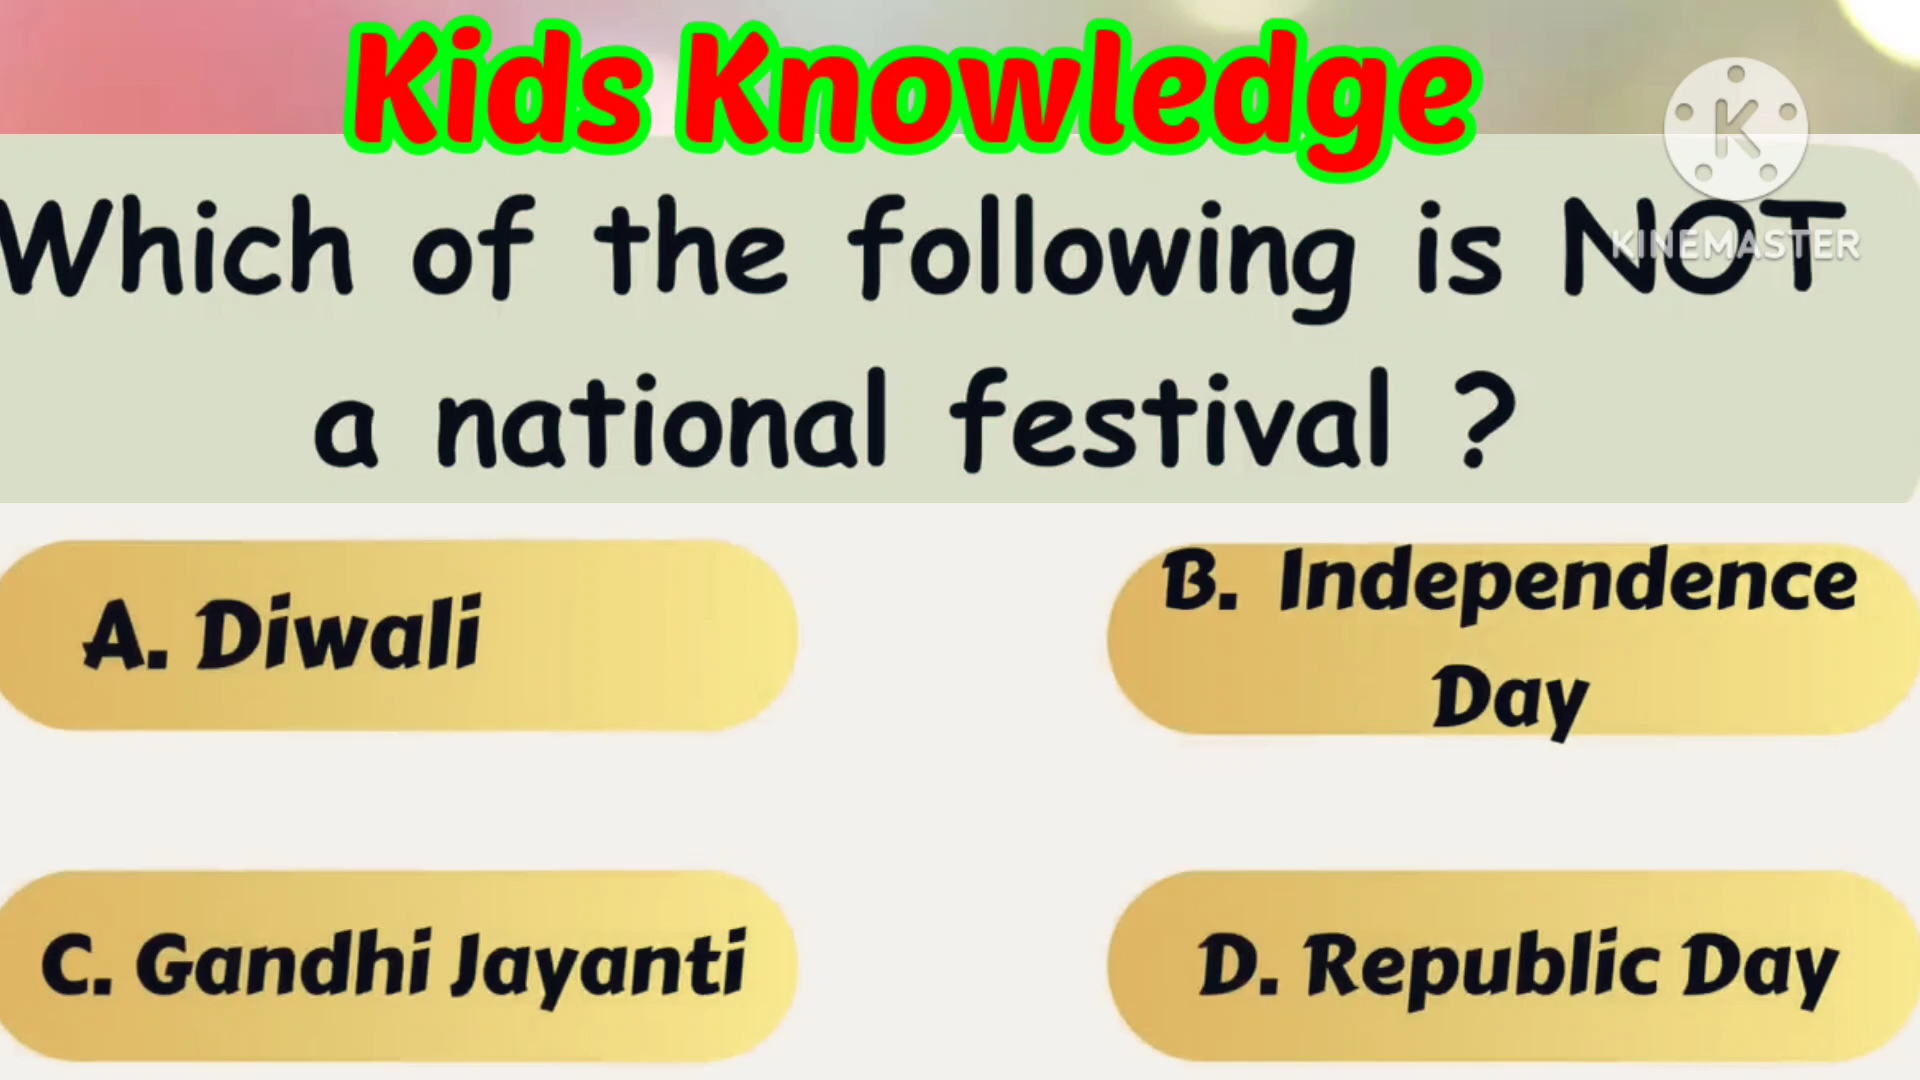 Kids Knowledge
K
KINEMASTER
Which of the following is NOT
a national festival ?
A. Diwali
B. Independence
Day
C. Gandhi Jayanti
D. Republic Day